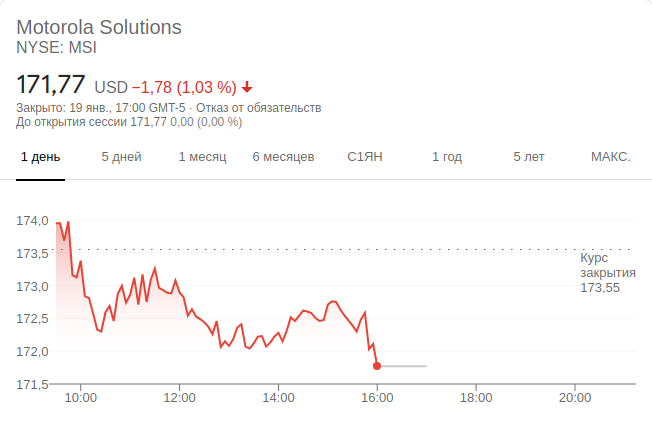 Motorola Solutions
NYSE: MSI
171,77 USD −1,78 (1,03 %)
Закрыто: 19 янв., 17:00 GMT-5 · Отказ от обязательств
До открытия сессии 171,77 0,00 (0,00 %)
1 день 5 дней 1 месяц 6 месяцев С1ЯН 1 год 5 лет МАКС.
174,0
173,5
173,0
172,5
172,0
171,5
Курс
закрытия
173,55
10:00 12:00 14:00 16:00 18:00 20:00